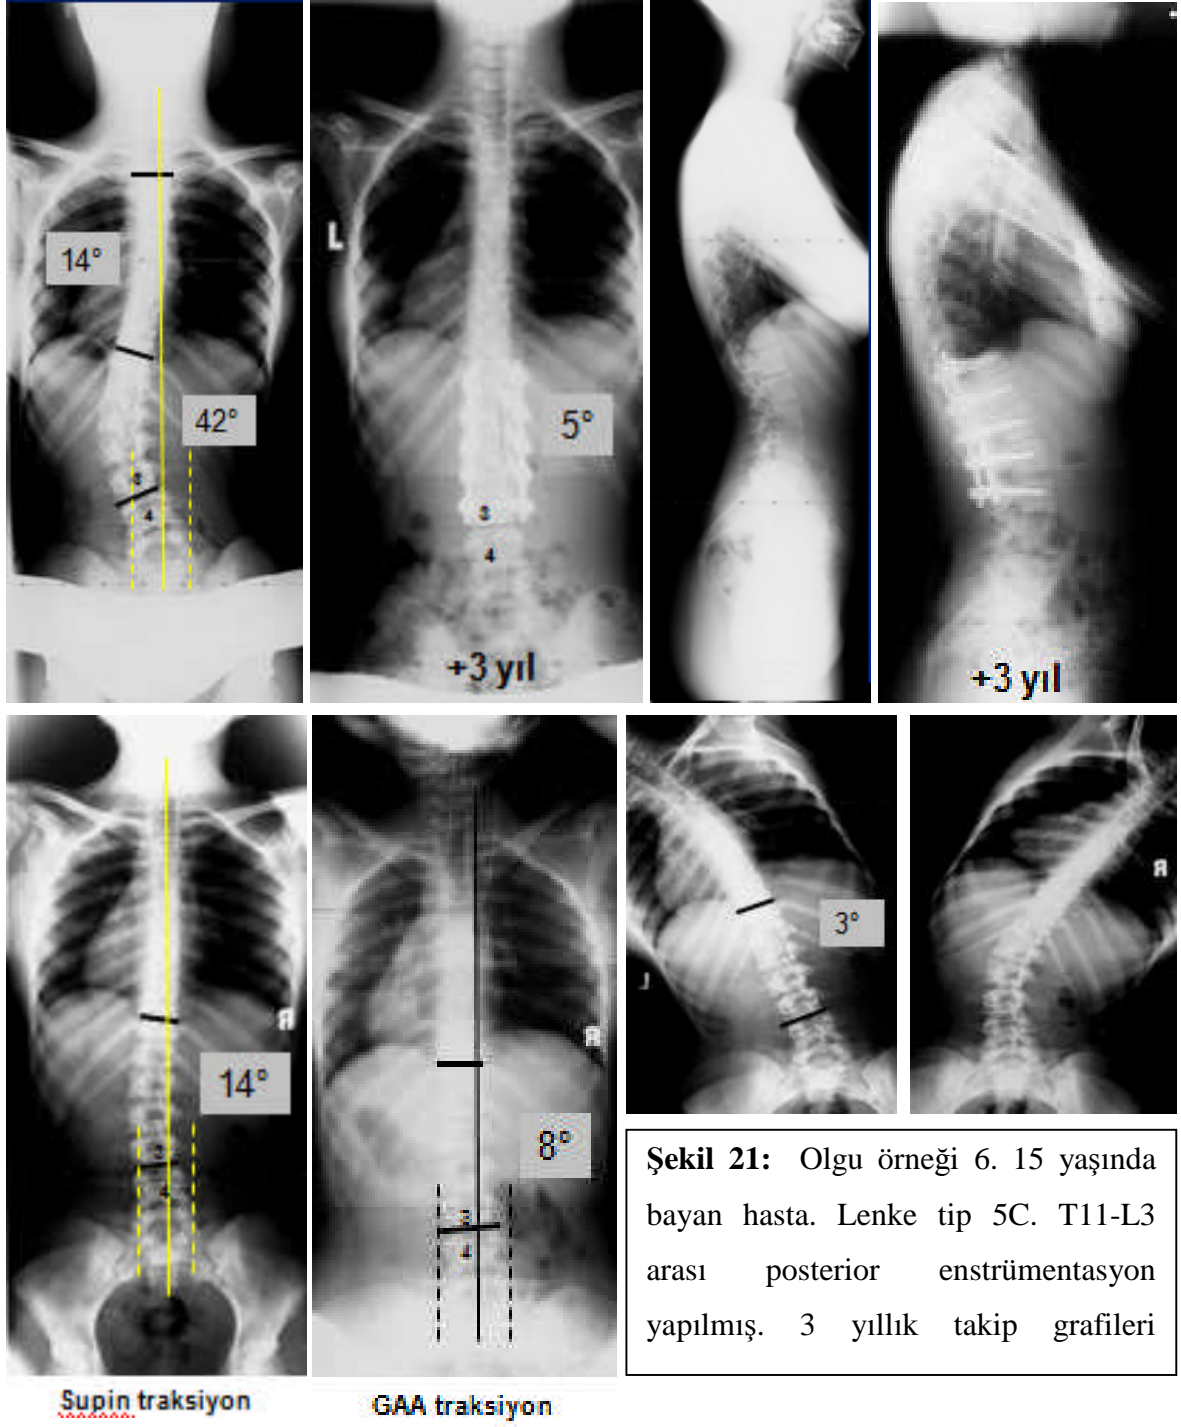 14°
42°
3
4
L
5°
3
4
+3 yıl
+3 yıl
R
14°
3
4
Supin traksiyon
R
8°
3
4
GAA traksiyon
3°
R
Şekil 21: Olgu örneği 6. 15 yaşında
bayan hasta. Lenke tip 5C. T11-L3
arası posterior enstrümentasyon
yapılmış. 3 yıllık takip grafileri